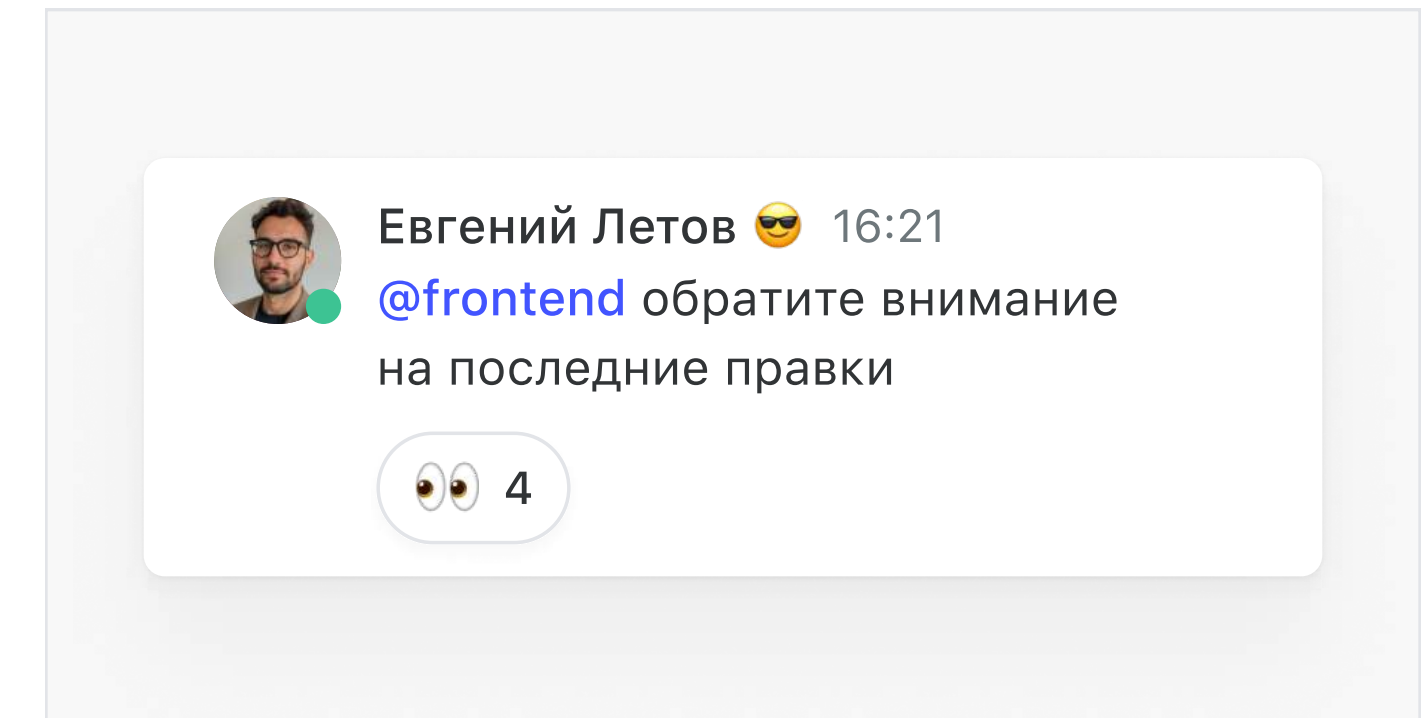 Евгений Летов 😎 16:21
@frontend обратите внимание
на последние правки
👀 4